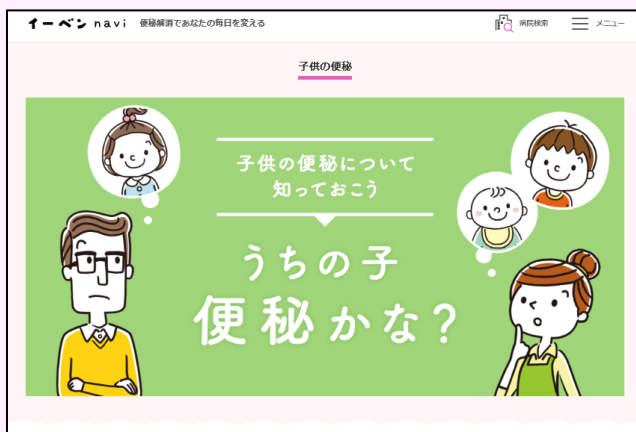 イーベン navi 便秘解消であなたの毎日を変える
病院検索 メニュー
子供の便秘
子供の便秘について
知っておこう
うちの子
便秘かな?